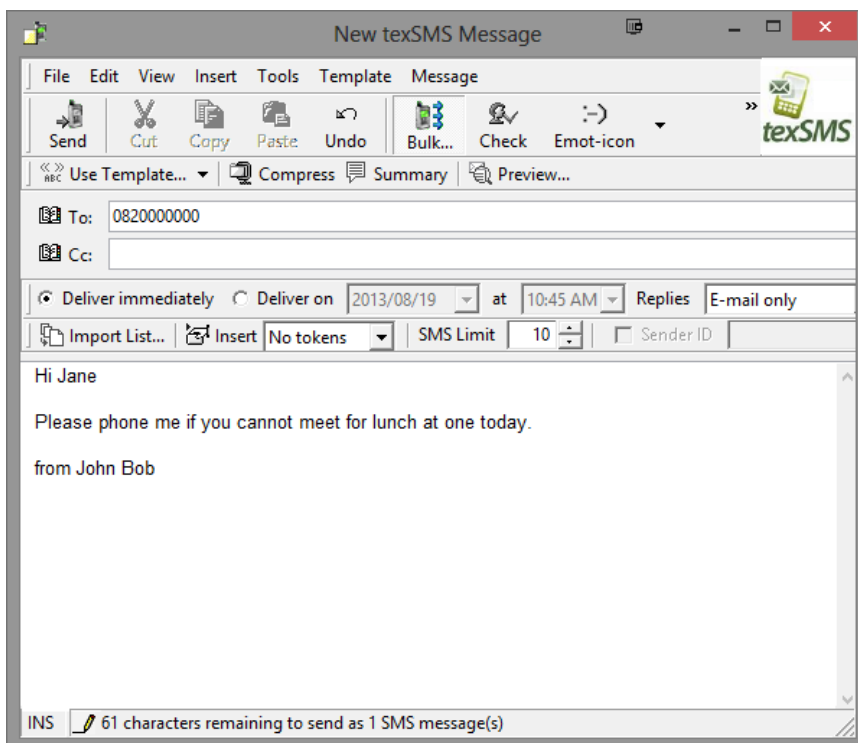 New texSMS Message
File Edit View Insert Tools Template Message
Send Cut Copy Paste Undo Bulk... Check Emot-icon :-) » texSMS
ABC Use Template... Compress Summary Preview...
To: 0820000000
Cc:
Deliver immediately Deliver on 2013/08/19 at 10:45 AM Replies E-mail only
Import List... Insert No tokens SMS Limit 10 Sender ID
Hi Jane
Please phone me if you cannot meet for lunch at one today.
from John Bob
INS 61 characters remaining to send as 1 SMS message(s)